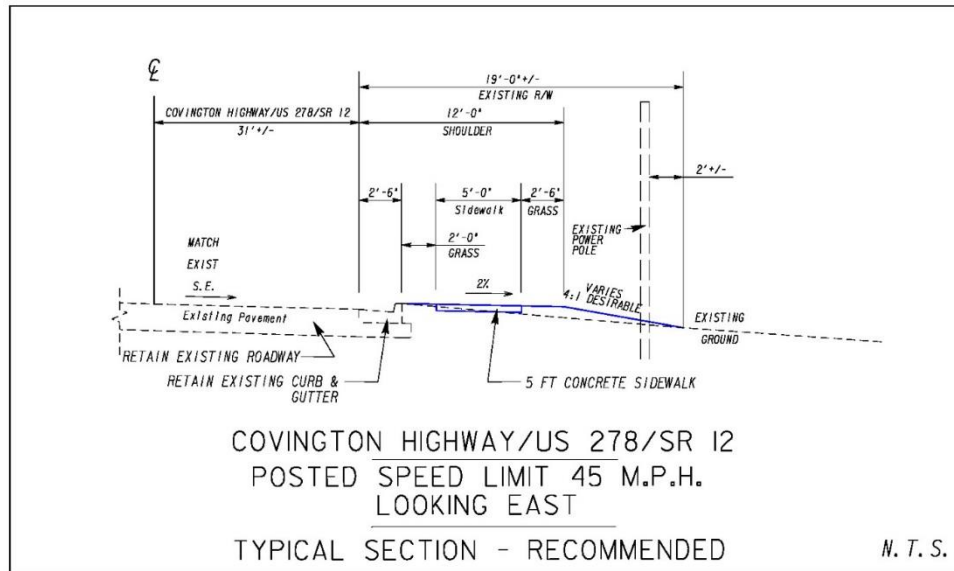 ℄
19'-0"+/-
EXISTING R/W
COVINGTON HIGHWAY/US 278/SR 12
31'+/-
12'-0"
SHOULDER
2'+/-
2'-6"
5'-0"
Sidewalk
2'-6"
GRASS
2'-0"
GRASS
EXISTING
POWER
POLE
MATCH
EXIST
S.E.
2%
VARIES
4:1 DESIRABLE
Existing Pavement
EXISTING
GROUND
RETAIN EXISTING ROADWAY
RETAIN EXISTING CURB &
GUTTER
5 FT CONCRETE SIDEWALK
COVINGTON HIGHWAY/US 278/SR 12
POSTED SPEED LIMIT 45 M.P.H.
LOOKING EAST
TYPICAL SECTION - RECOMMENDED
N.T.S.